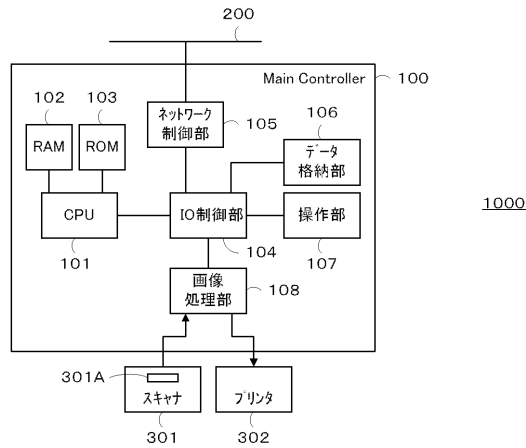 200
Main Controller
100
102
103
RAM
ROM
ネットワーク
制御部
105
106
データ
格納部
CPU
101
IO制御部
104
操作部
107
1000
画像
処理部
108
301A
スキャナ
301
プリンタ
302